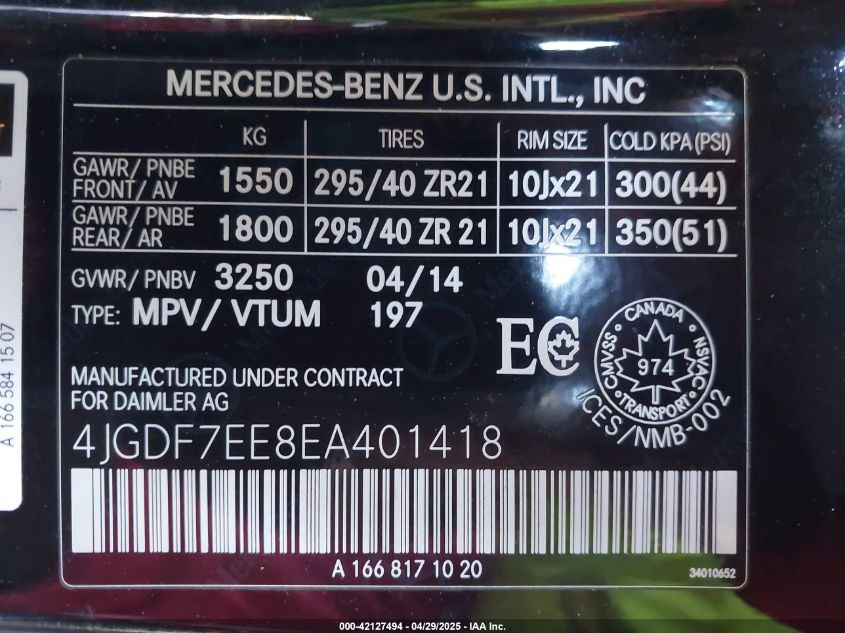 MERCEDES-BENZ U.S. INTL., INC
KG TIRES RIM SIZE COLD KPA (PSI)
GAWR/ PNBE FRONT/ AV 1550 295/40 ZR21 10Jx21 300(44)
GAWR/ PNBE REAR/ AR 1800 295/40 ZR 21 10Jx21 350(51)
GVWR/ PNBV 3250 04/14
TYPE: MPV/ VTUM 197
EC
CANADA
CMVSS 974 NSVAC
TRANSPORT
ICES/NMB-002
MANUFACTURED UNDER CONTRACT
FOR DAIMLER AG
4JGDF7EE8EA401418
A 166 817 10 20
34010652
A 166 584 15 07
000-42127494 - 04/29/2025 - IAA Inc.